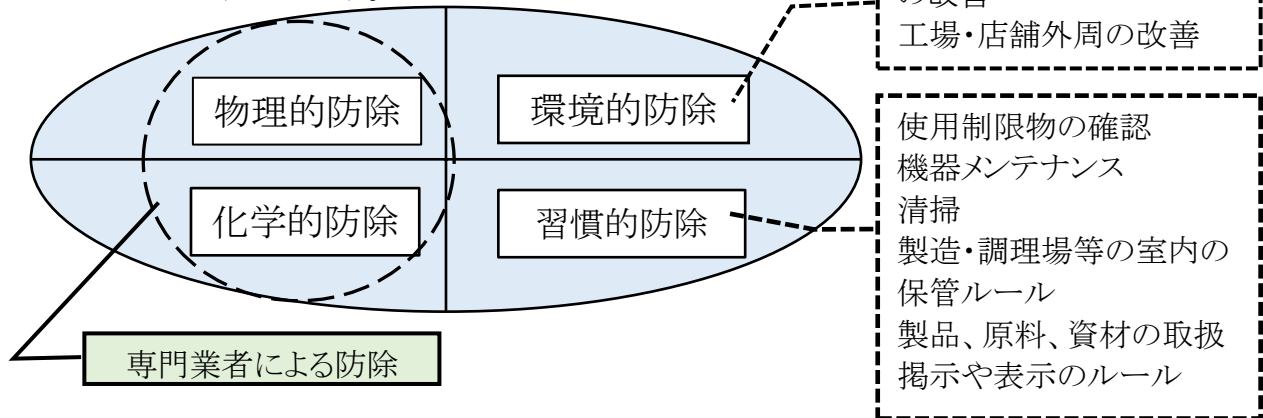 の改善
工場・店舗外周の改善
物理的防除
環境的防除
化学的防除
習慣的防除
専門業者による防除
使用制限物の確認
機器メンテナンス
清掃
製造・調理場等の室内の
保管ルール
製品、原料、資材の取扱
掲示や表示のルール